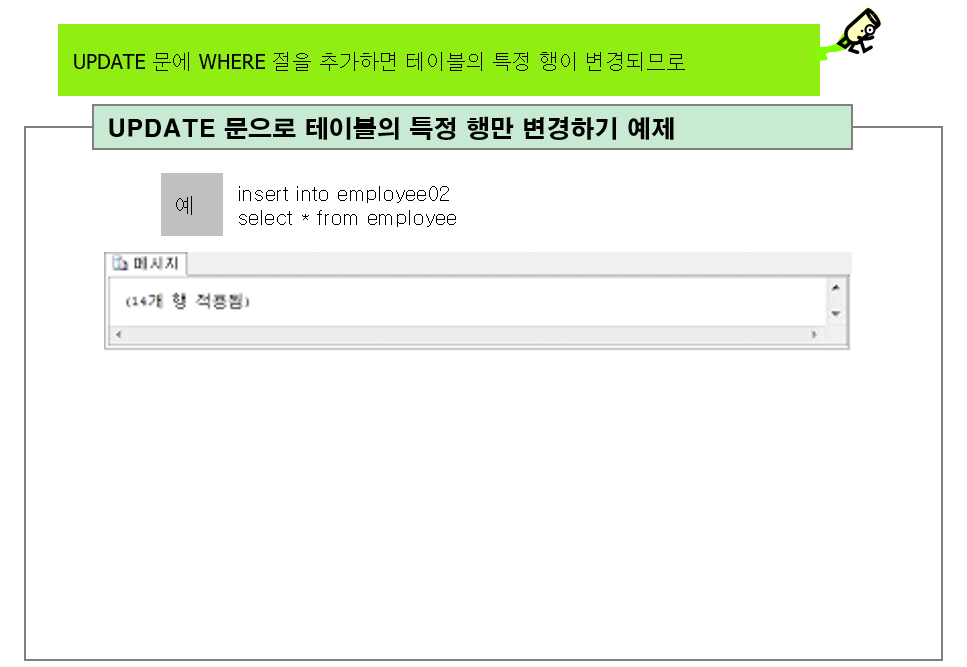 UPDATE 문에 WHERE 절을 추가하면 테이블의 특정 행이 변경되므로
UPDATE 문으로 테이블의 특정 행만 변경하기 예제
예
insert into employee02
select * from employee
메시지
(14개 행 적용됨)